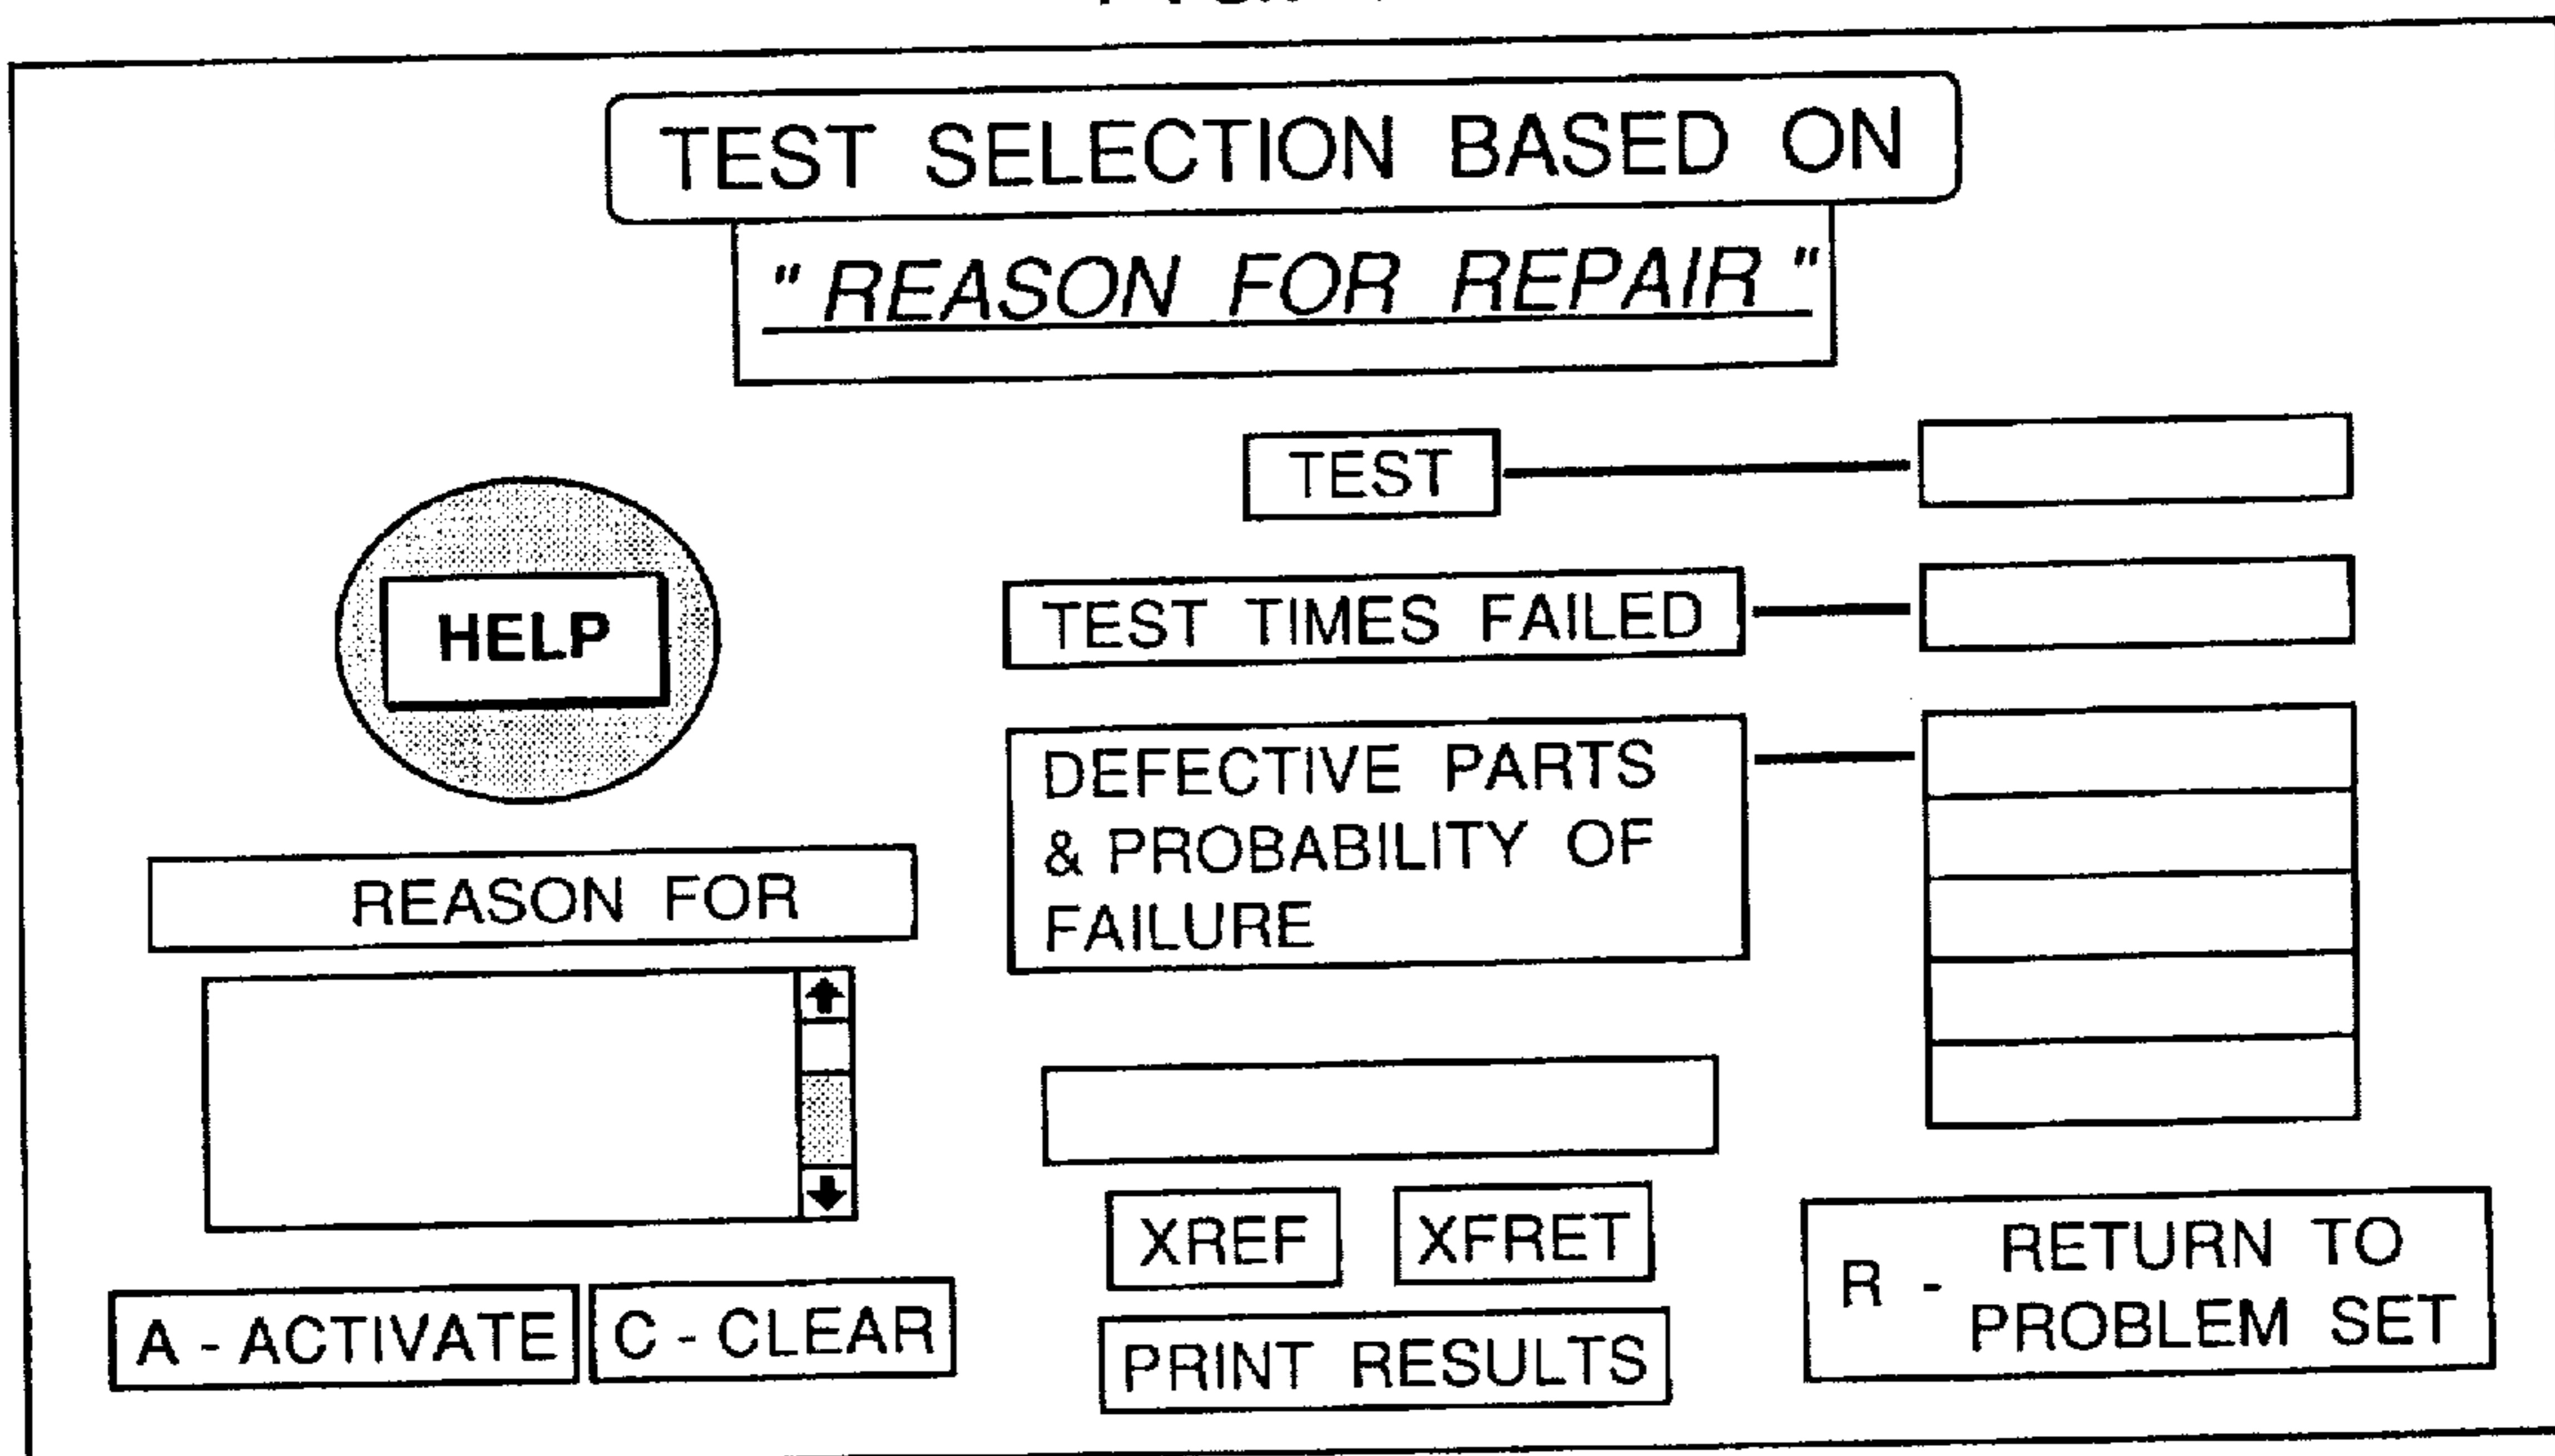 TEST SELECTION BASED ON
" REASON FOR REPAIR "
TEST
HELP
TEST TIMES FAILED
DEFECTIVE PARTS
& PROBABILITY OF
FAILURE
REASON FOR
XREF
XFRET
R - RETURN TO
PROBLEM SET
A - ACTIVATE
C - CLEAR
PRINT RESULTS